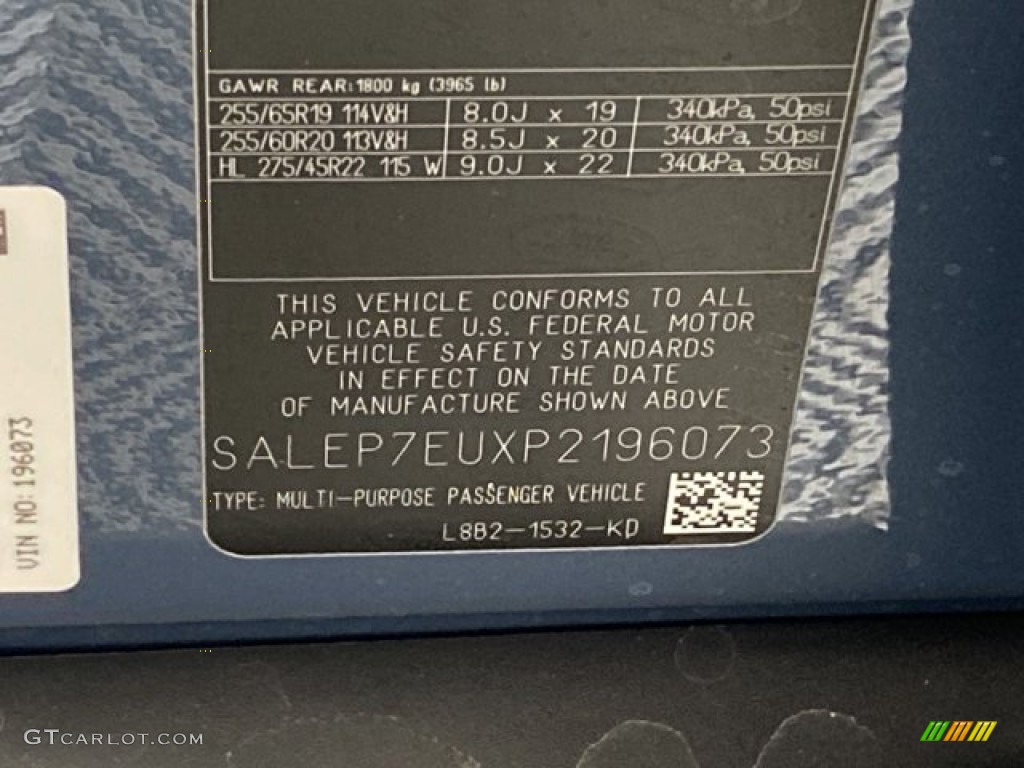 GAWR REAR:1800 kg (3965 lb)
255/65R19 114V&H 8.0J x 19 340kPa, 50psi
255/60R20 113V&H 8.5J x 20 340kPa, 50psi
HL 275/45R22 115 W 9.0J x 22 340kPa, 50psi
THIS VEHICLE CONFORMS TO ALL
APPLICABLE U.S. FEDERAL MOTOR
VEHICLE SAFETY STANDARDS
IN EFFECT ON THE DATE
OF MANUFACTURE SHOWN ABOVE
SALEP7EUXP2196073
TYPE: MULTI-PURPOSE PASSENGER VEHICLE
L8B2-1532-KD
VIN NO:196073
GTCARLOT.COM